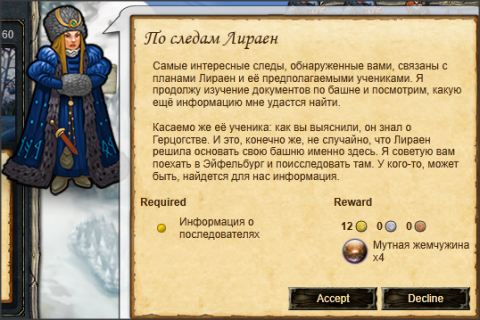 60
По следам Лираен
Самые интересные следы, обнаруженные вами, связаны с
планами Лираен и её предполагаемыми учениками. Я
продолжу изучение документов по башне и посмотрим, какую
ещё информацию мне удастся найти.
Касаемо же её ученика: как вы выяснили, он знал о
Герцогстве. И это, конечно же, не случайно, что Лираен
решила основать свою башню именно здесь. Я советую вам
поехать в Эйфельбург и поисследовать там. У кого-то, может
быть, найдется для нас информация.
Required
Reward
Информация о
последователях
12 0 0
Мутная жемчужина
x4
Accept
Decline